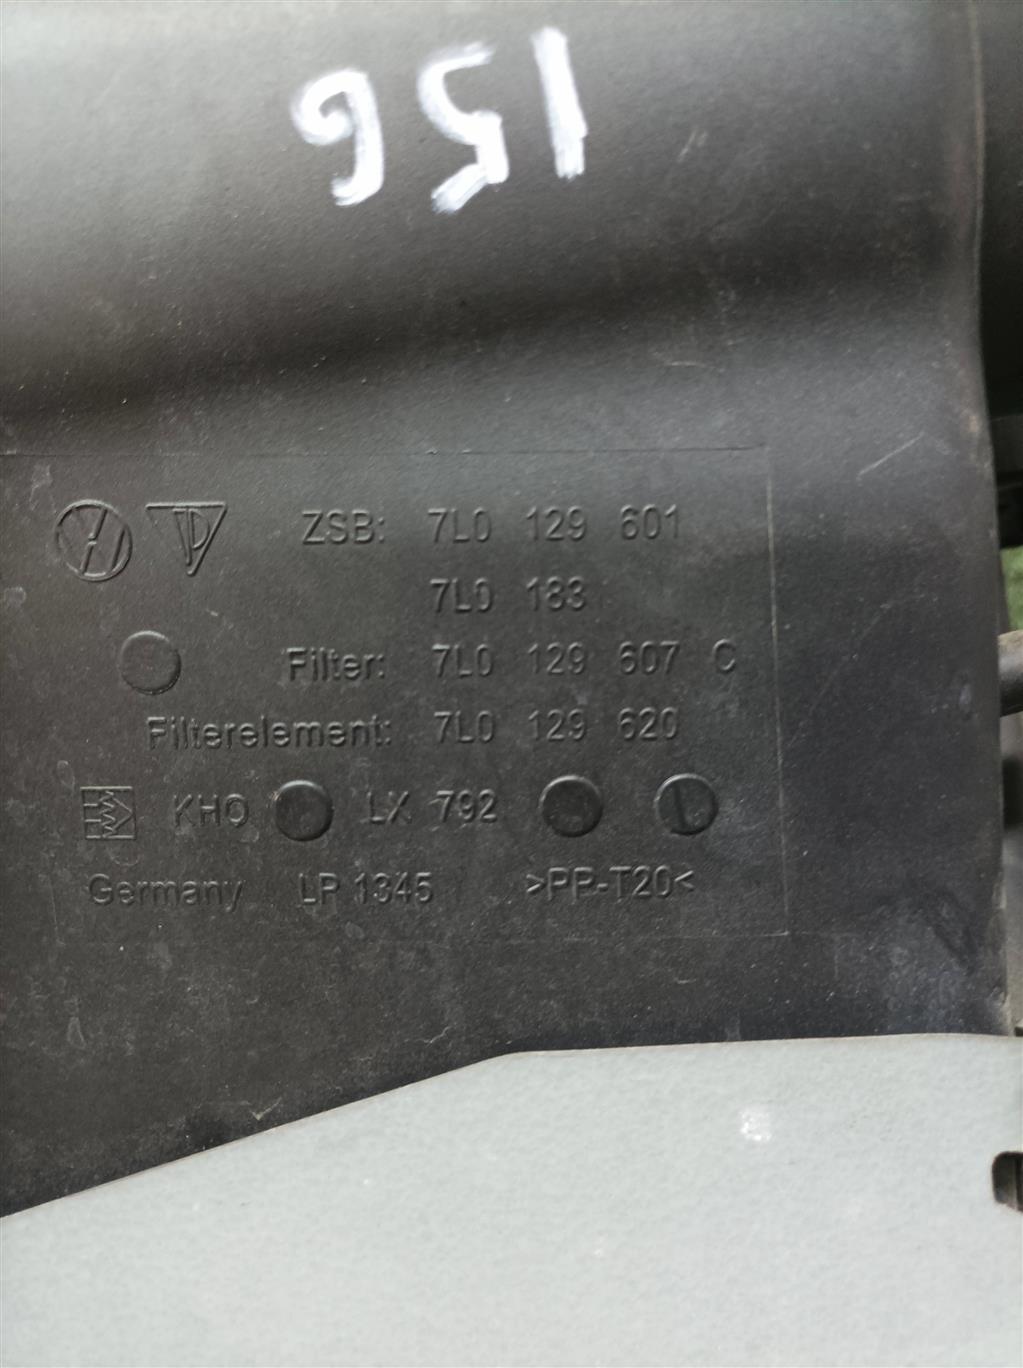 156
ZSB: 7L0 129 601
7L0 183
Filter: 7L0 129 607 C
Filterelement: 7L0 129 620
KHO LX 792
Germany LP 1345 >PP-T20<